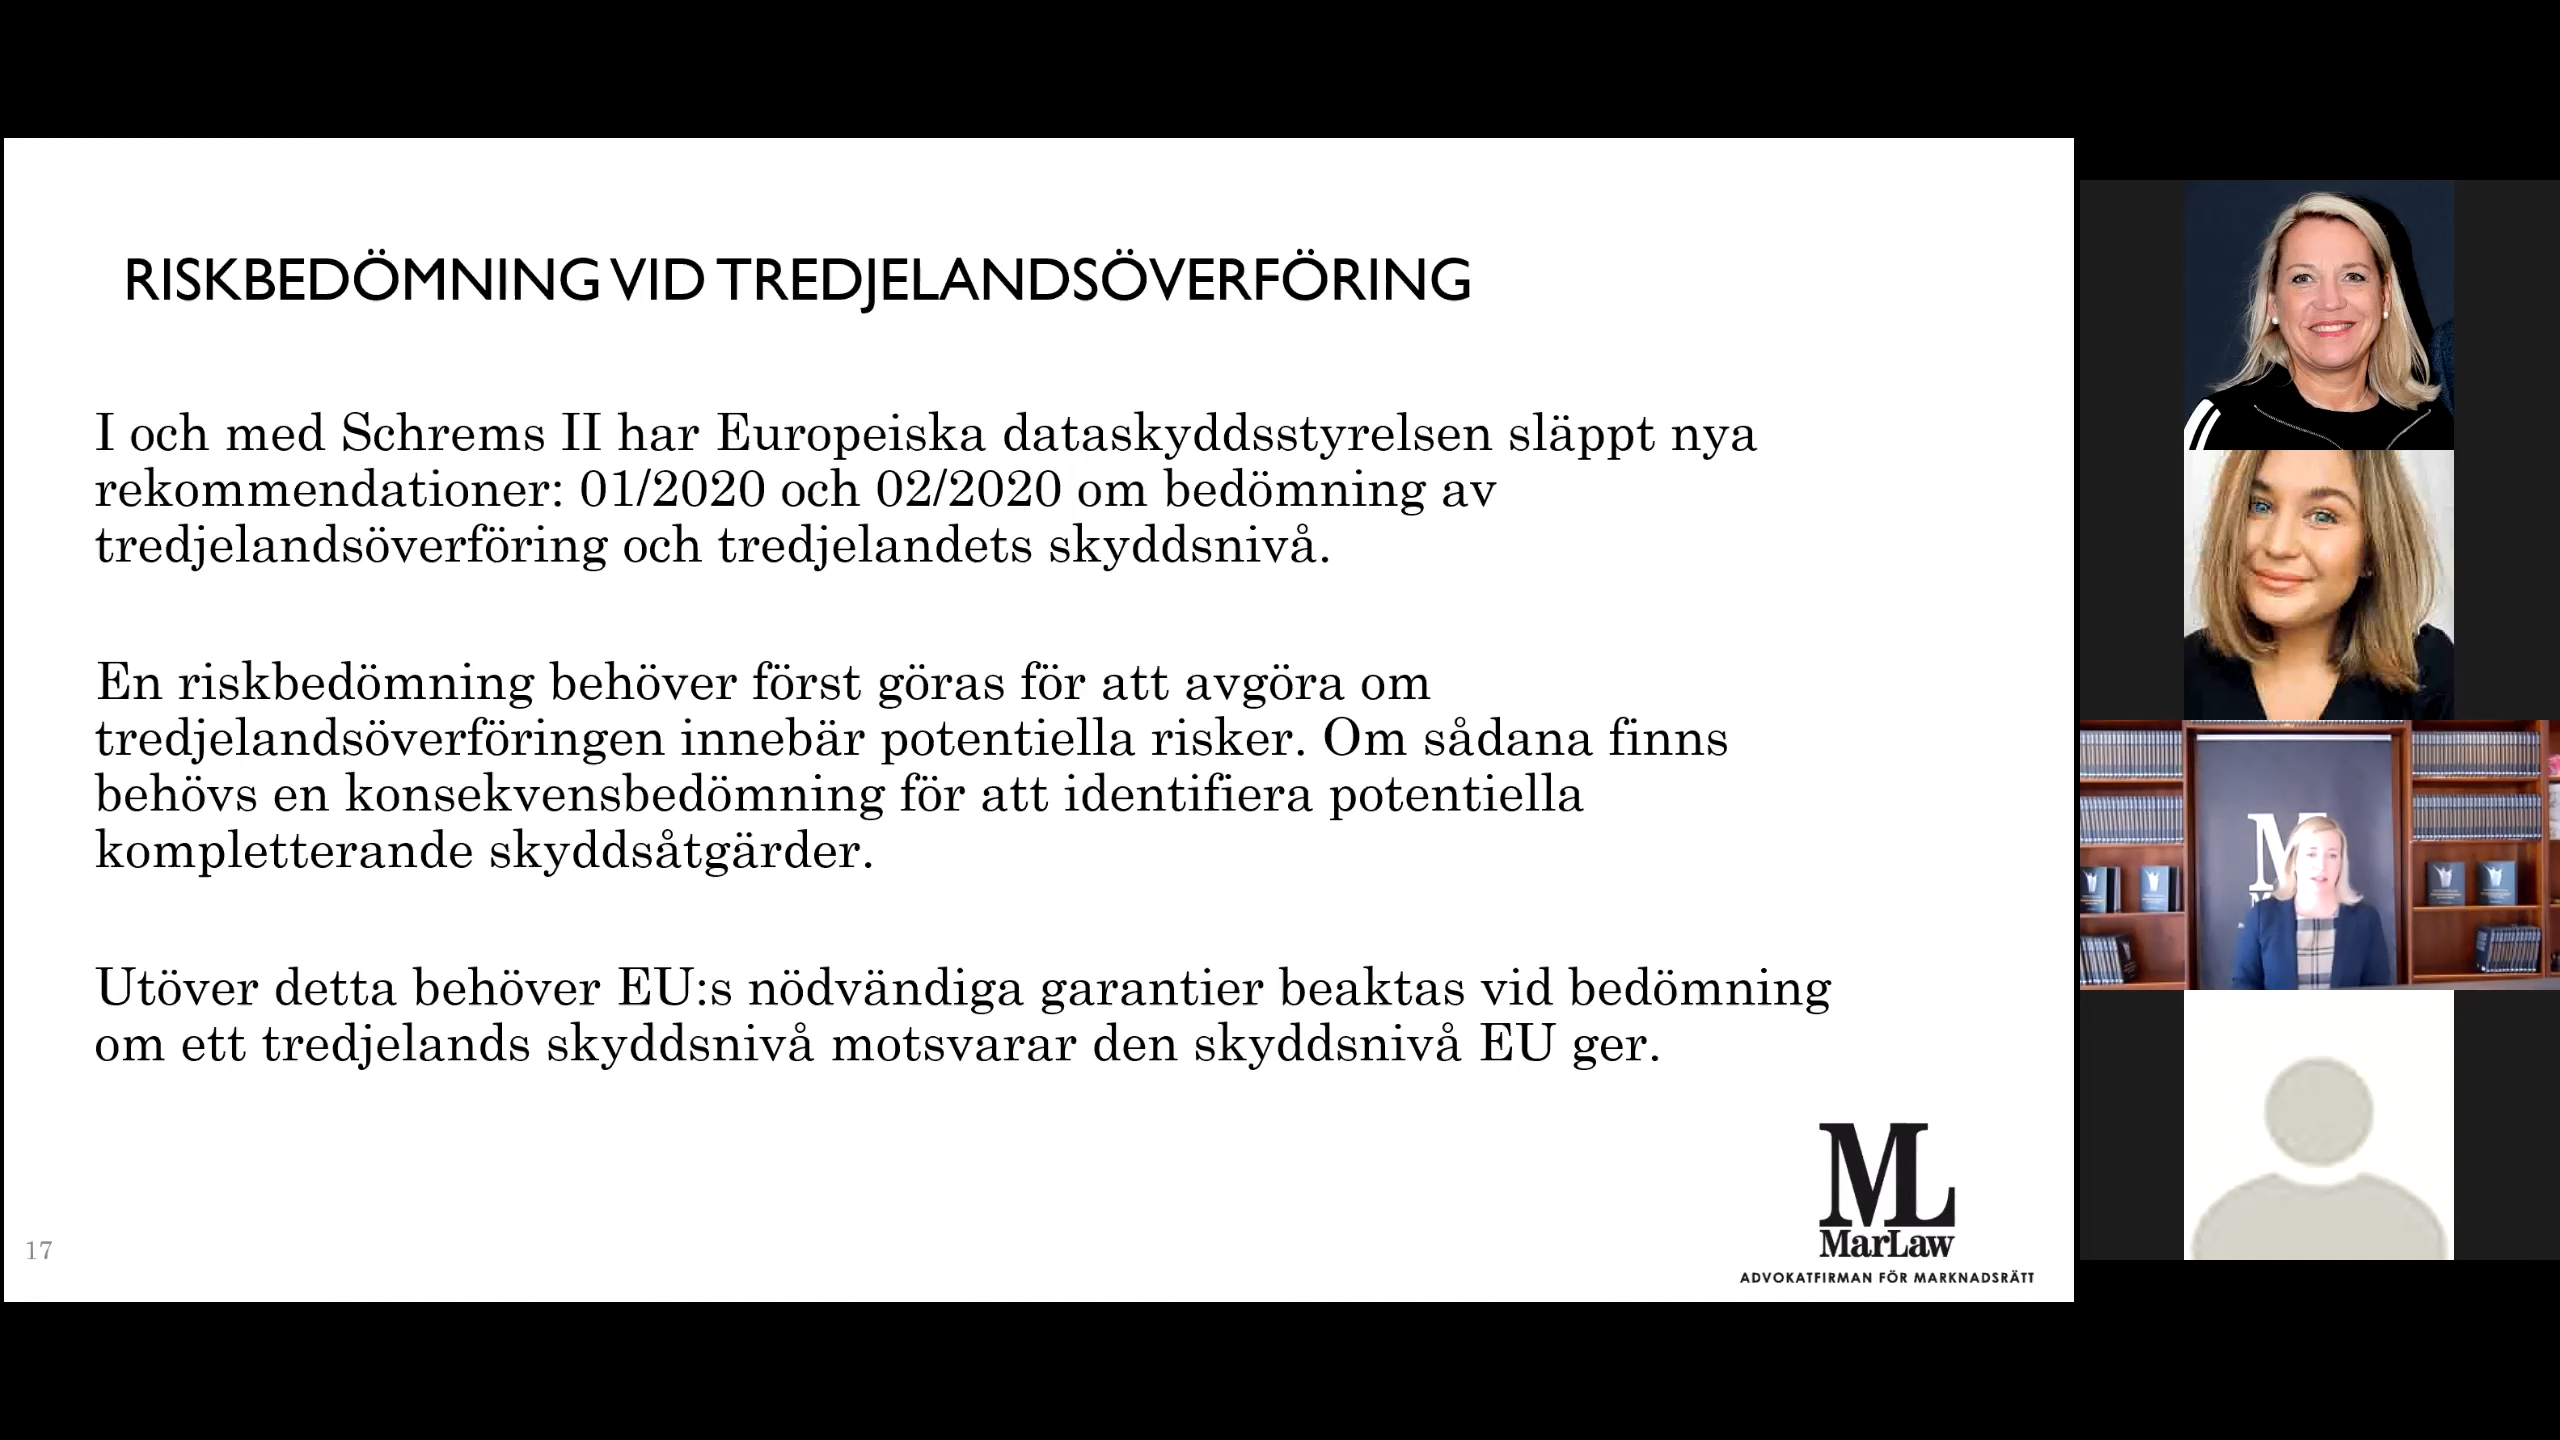 RISKBEDÖMNING VID TREDJELANDSÖVERFÖRING
I och med Schrems II har Europeiska dataskyddsstyrelsen släppt nya
rekommendationer: 01/2020 och 02/2020 om bedömning av
tredjelandsöverföring och tredjelandets skyddsnivå.
En riskbedömning behöver först göras för att avgöra om
tredjelandsöverföringen innebär potentiella risker. Om sådana finns
behövs en konsekvensbedömning för att identifiera potentiella
kompletterande skyddsåtgärder.
Utöver detta behöver EU:s nödvändiga garantier beaktas vid bedömning
om ett tredjelands skyddsnivå motsvarar den skyddsnivå EU ger.
ML
MarLaw
ADVOKATFIRMAN FÖR MARKNADSRÄTT
17